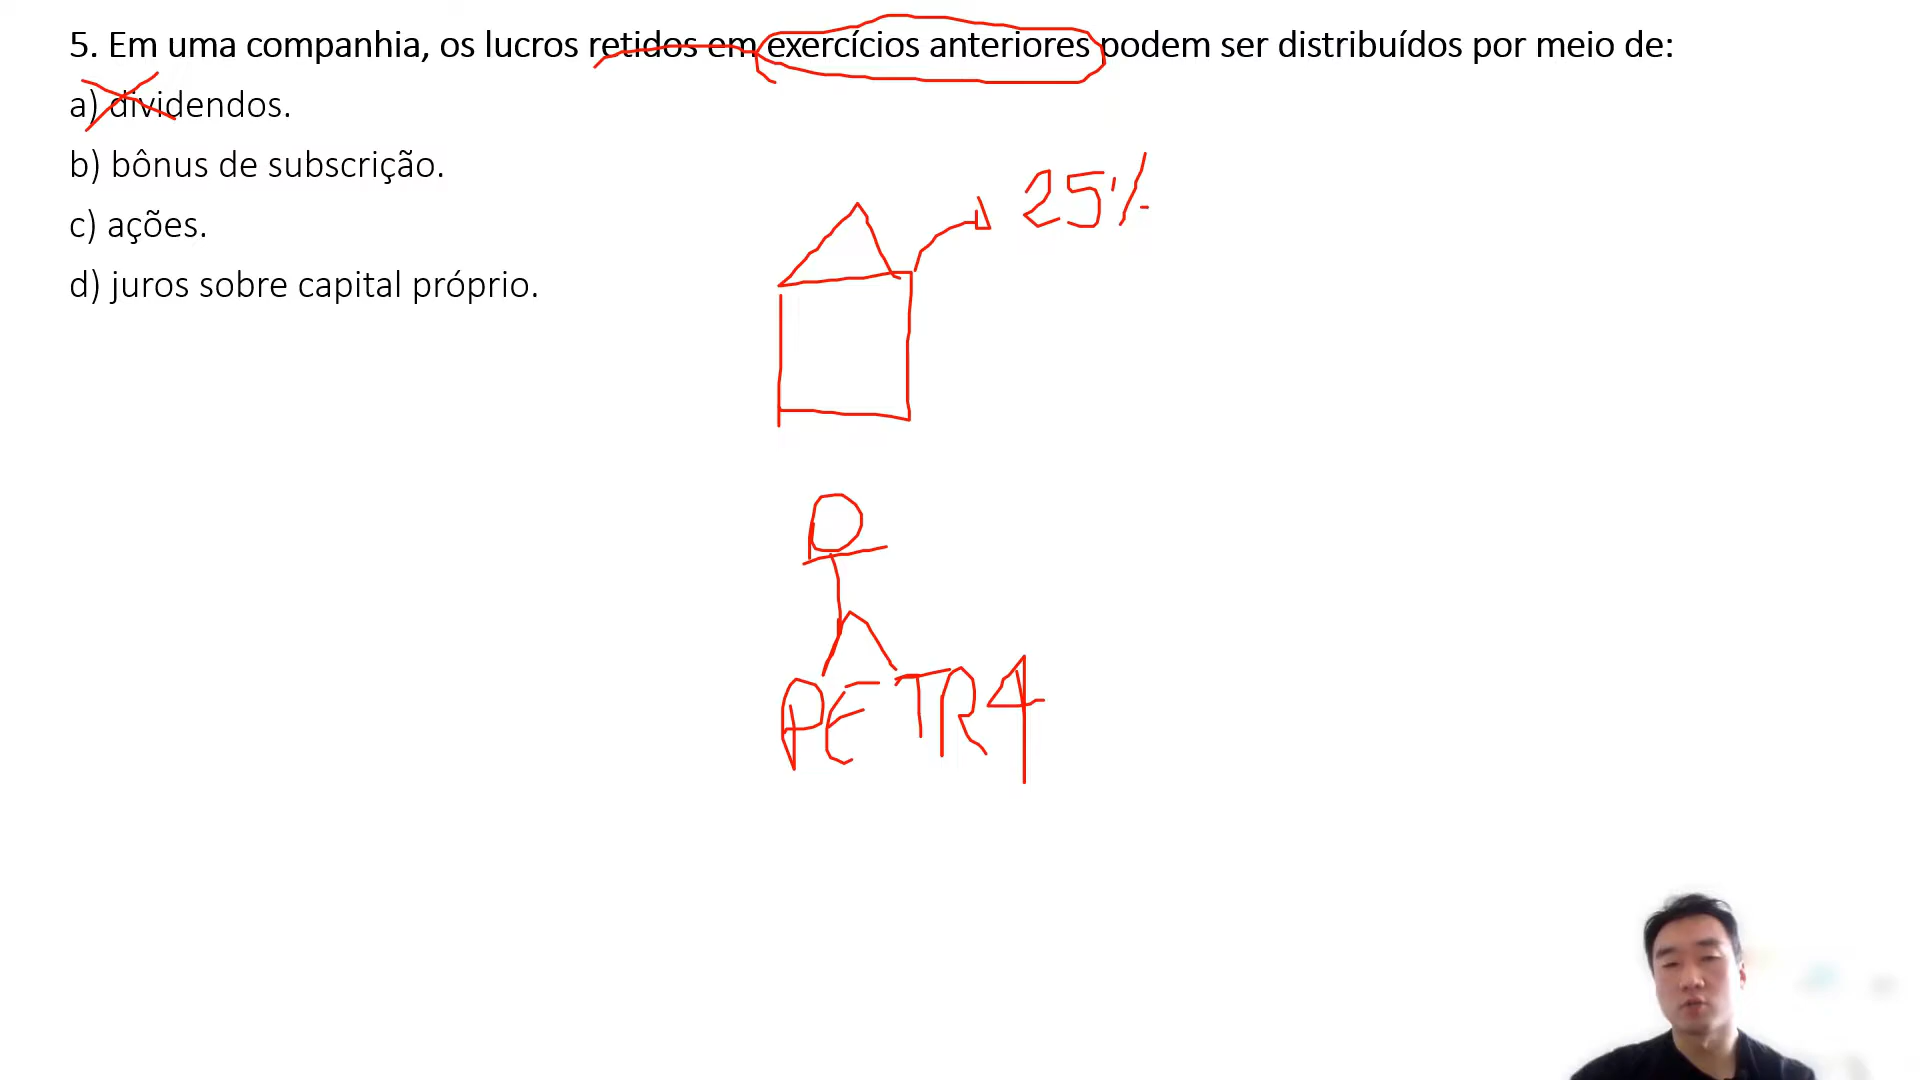 5. Em uma companhia, os lucros retidos em exercícios anteriores podem ser distribuídos por meio de:
a) dividendos.
b) bônus de subscrição.
c) ações.
d) juros sobre capital próprio.
25%
PETR4